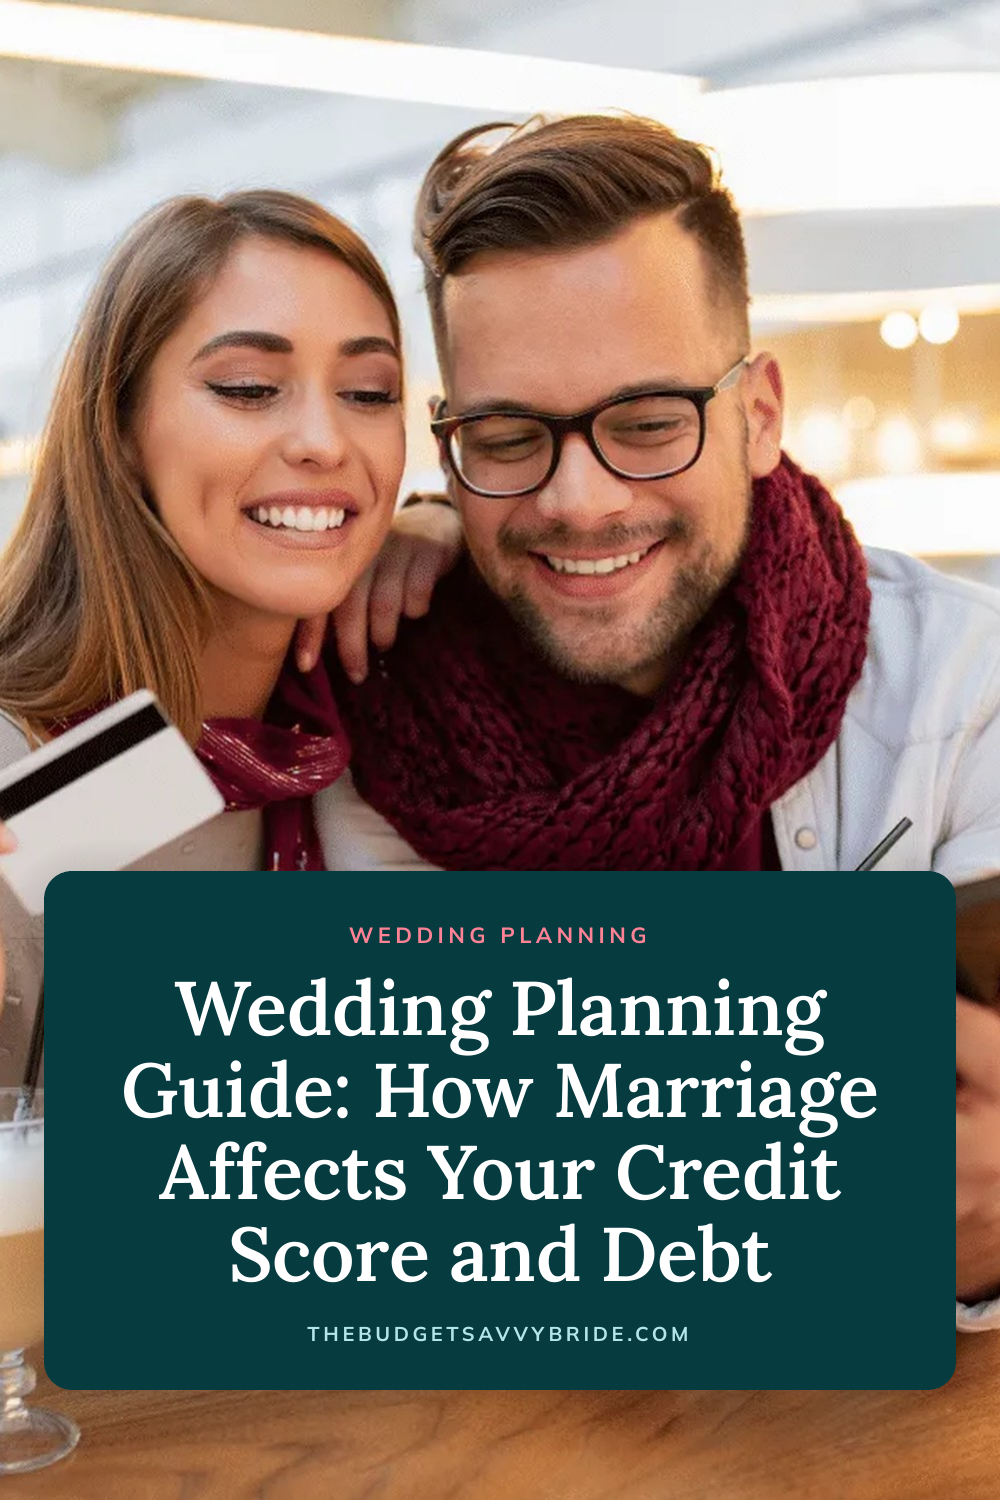 WEDDING PLANNING
Wedding Planning
Guide: How Marriage
Affects Your Credit
Score and Debt
THEBUDGETSAVVYBRIDE.COM